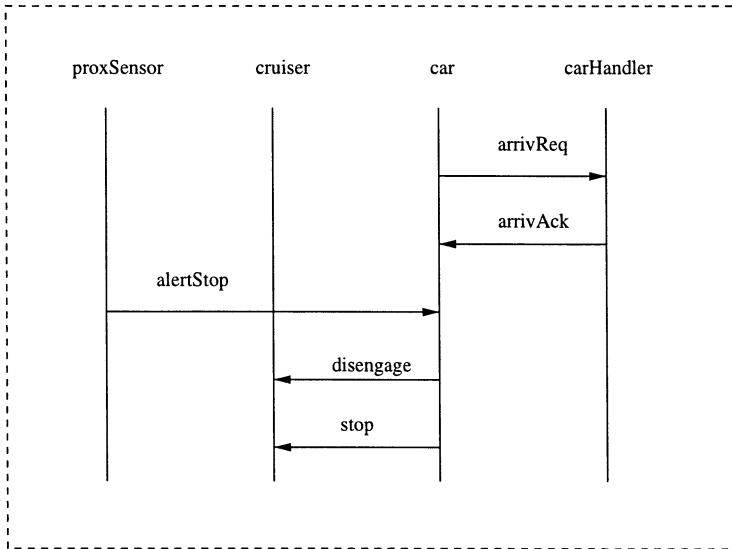 proxSensor cruiser car carHandler
arrivReq
arrivAck
alertStop
disengage
stop